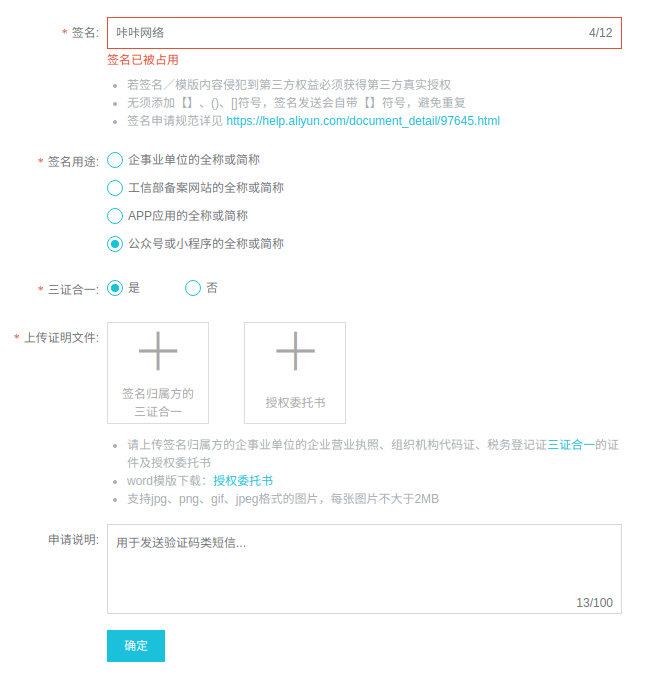 * 签名: 咔咔网络 4/12
签名已被占用
若签名／模版内容侵犯到第三方权益必须获得第三方真实授权
无须添加【】、()、[]符号，签名发送会自带【】符号，避免重复
签名申请规范详见 https://help.aliyun.com/document_detail/97645.html
* 签名用途: 企事业单位的全称或简称
工信部备案网站的全称或简称
APP应用的全称或简称
公众号或小程序的全称或简称
* 三证合一: 是 否
* 上传证明文件:
签名归属方的
三证合一
授权委托书
请上传签名归属方的企事业单位的企业营业执照、组织机构代码证、税务登记证三证合一的证
件及授权委托书
word模版下载：授权委托书
支持jpg、png、gif、jpeg格式的图片，每张图片不大于2MB
申请说明: 用于发送验证码类短信...
13/100
确定